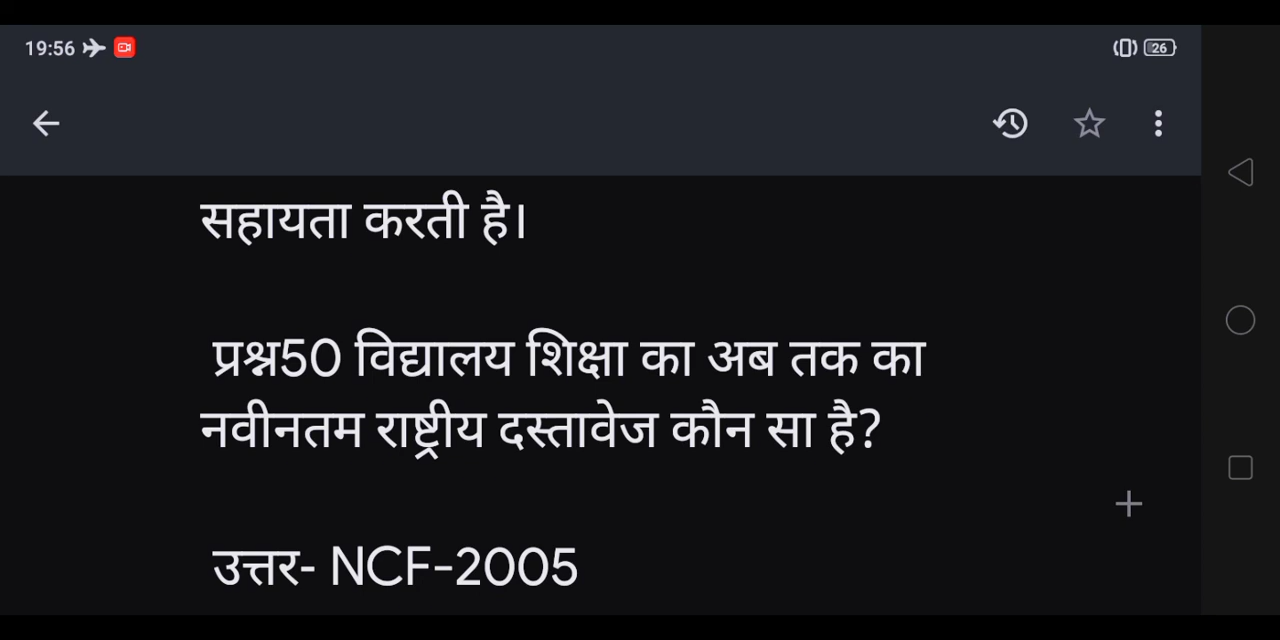 19:56
26
सहायता करती है।
प्रश्न50 विद्यालय शिक्षा का अब तक का
नवीनतम राष्ट्रीय दस्तावेज कौन सा है?
उत्तर- NCF-2005